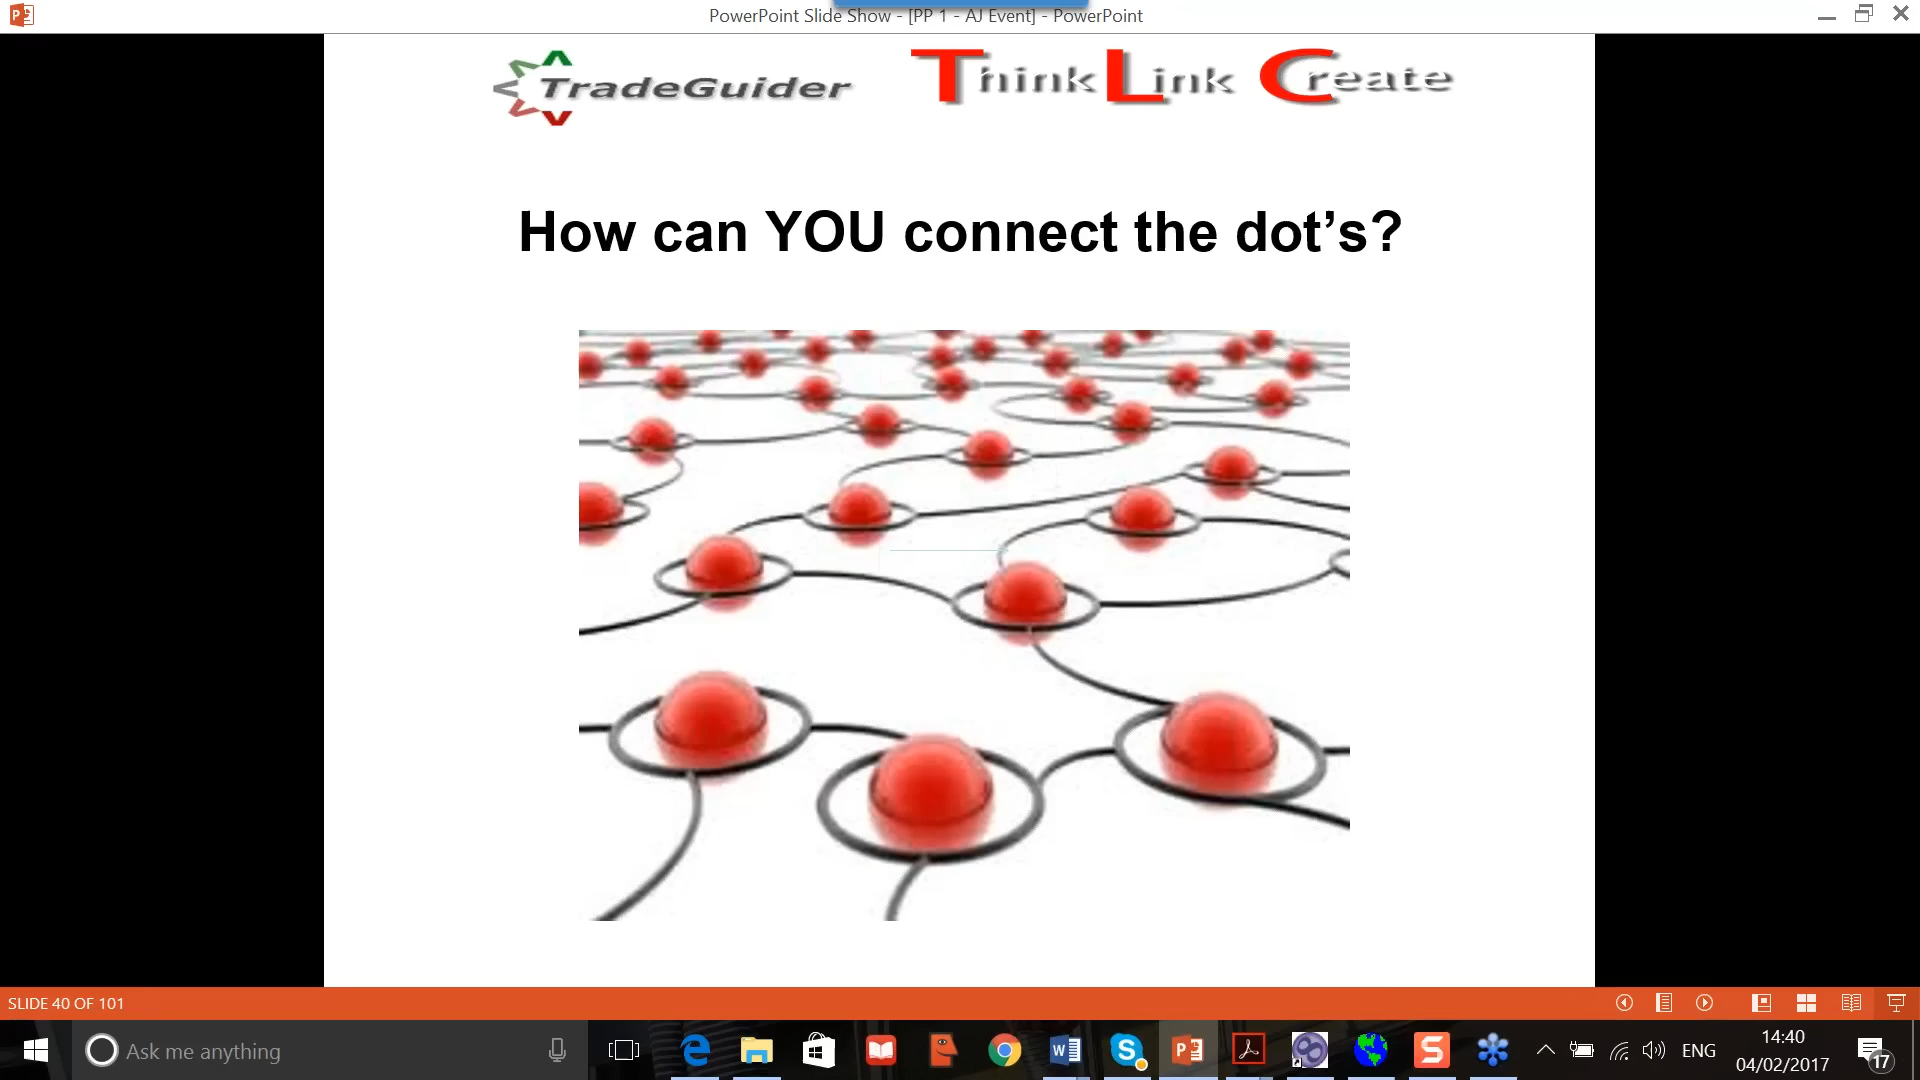 PowerPoint Slide Show - [PP 1 - AJ Event] - PowerPoint
TradeGuider
Think Link Create
How can YOU connect the dot’s?
SLIDE 40 OF 101
Ask me anything
ENG
14:40
04/02/2017
17